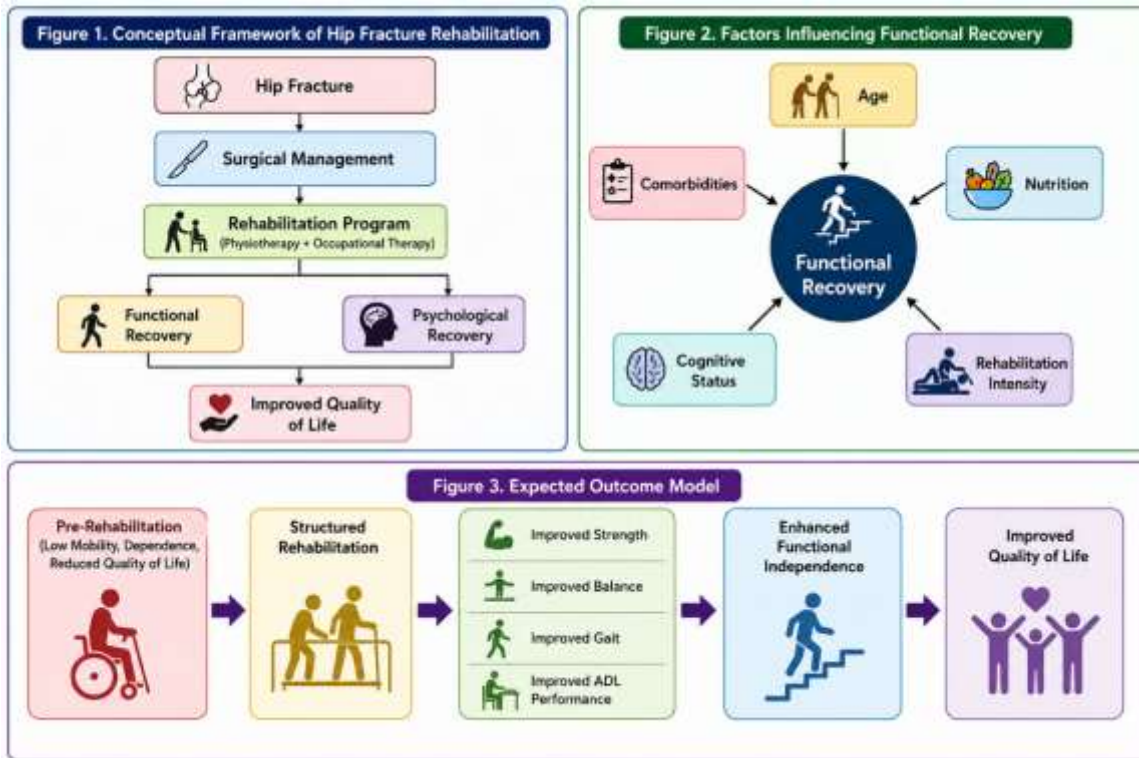 Figure 1. Conceptual Framework of Hip Fracture Rehabilitation
Hip Fracture
Surgical Management
Rehabilitation Program
(Physiotherapy + Occupational Therapy)
Functional
Recovery
Psychological
Recovery
Improved Quality
of Life
Figure 2. Factors Influencing Functional Recovery
Age
Comorbidities
Nutrition
Functional
Recovery
Cognitive
Status
Rehabilitation
Intensity
Figure 3. Expected Outcome Model
Pre-Rehabilitation
(Low Mobility, Dependence,
Reduced Quality of Life)
Structured
Rehabilitation
Improved Strength
Improved Balance
Improved Gait
Improved ADL
Performance
Enhanced
Functional
Independence
Improved
Quality of Life